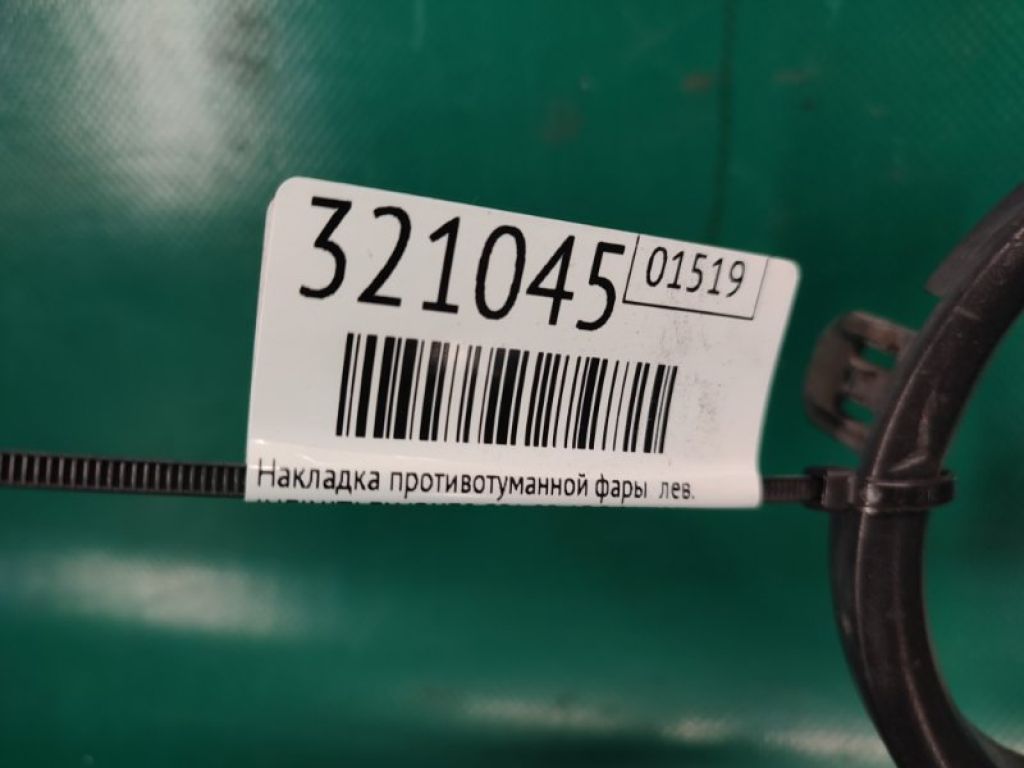 321045 01519
Накладка противотуманной фары лев.